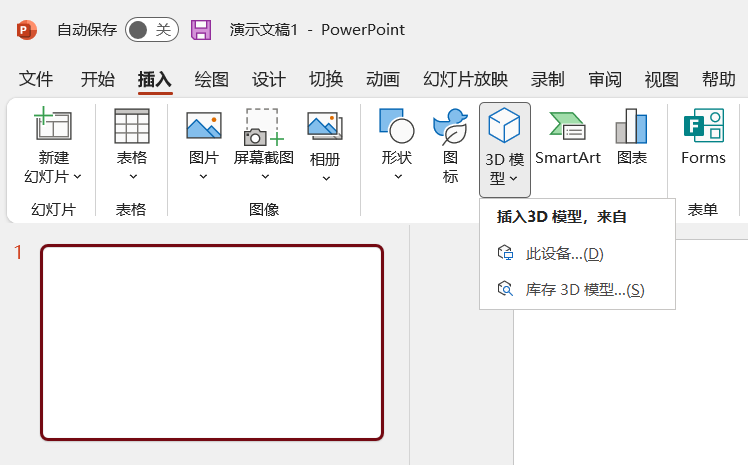 自动保存 关 演示文稿1 - PowerPoint
文件 开始 插入 绘图 设计 切换 动画 幻灯片放映 录制 审阅 视图 帮助
新建
幻灯片
表格
图片
屏幕截图
相册
形状
图
标
3D 模
型
SmartArt
图表
Forms
幻灯片 表格 图像 表单
插入3D 模型，来自
此设备...(D)
库存 3D 模型...(S)
1